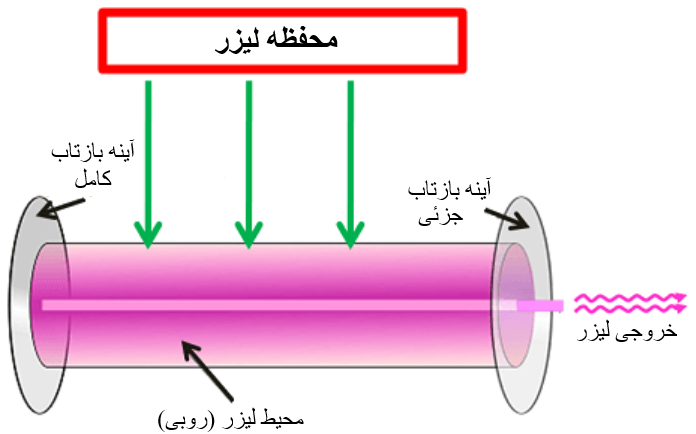 محفظه لیزر
آینه بازتاب
کامل
آینه بازتاب
جزئی
خروجی لیزر
محیط لیزر (روبی)